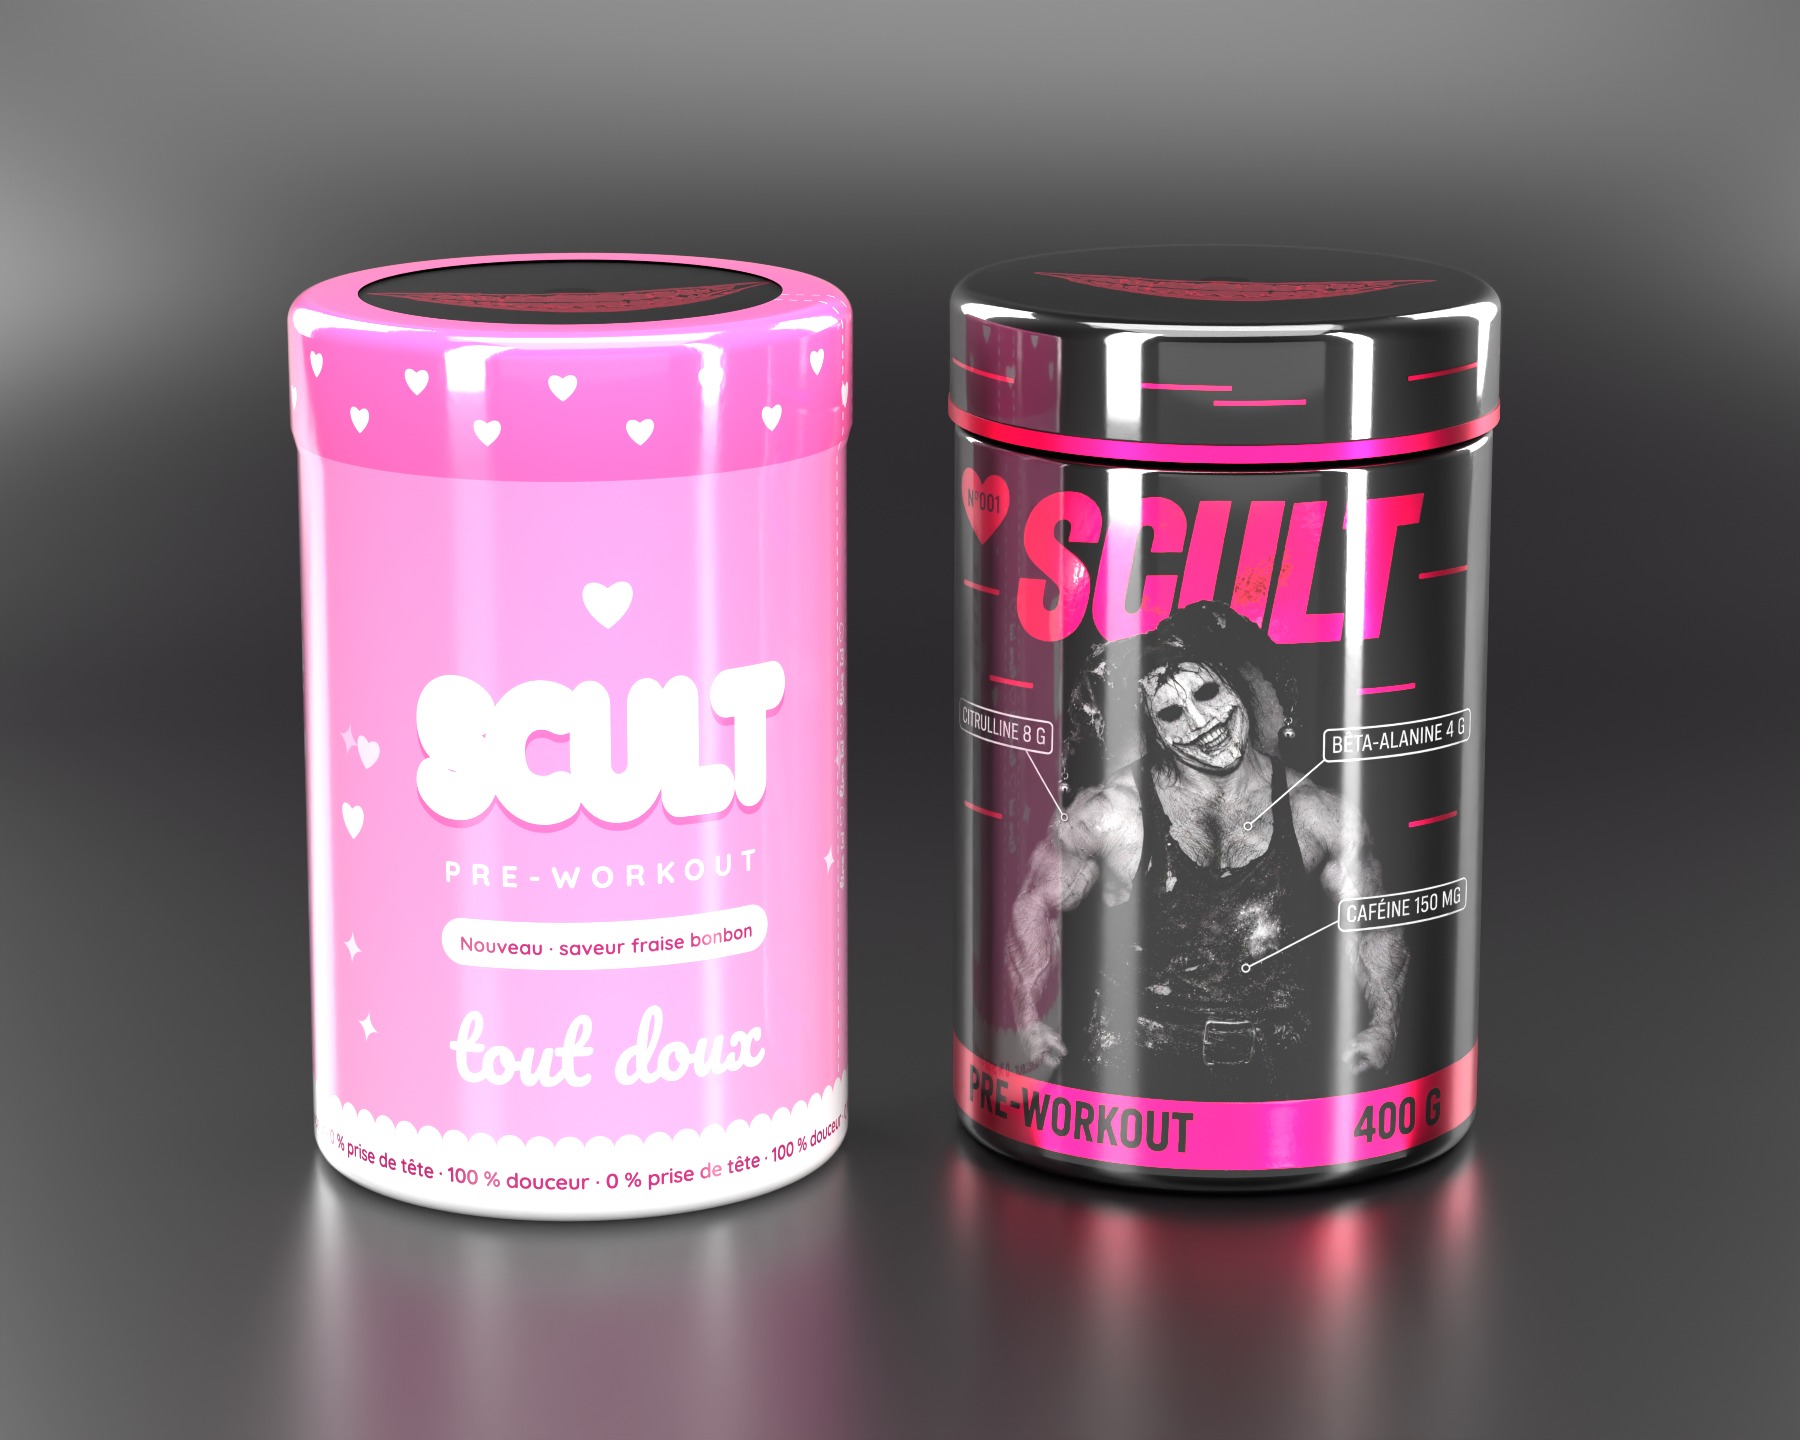 SCULT
PRE-WORKOUT
Nouveau · saveur fraise bonbon
tout doux
0 % prise de tête · 100 % douceur · 0 % prise de tête · 100 % douceur ·
N°001
SCULT
CITRULLINE 8 G
BÊTA-ALANINE 4 G
CAFÉINE 150 MG
PRE-WORKOUT
400 G